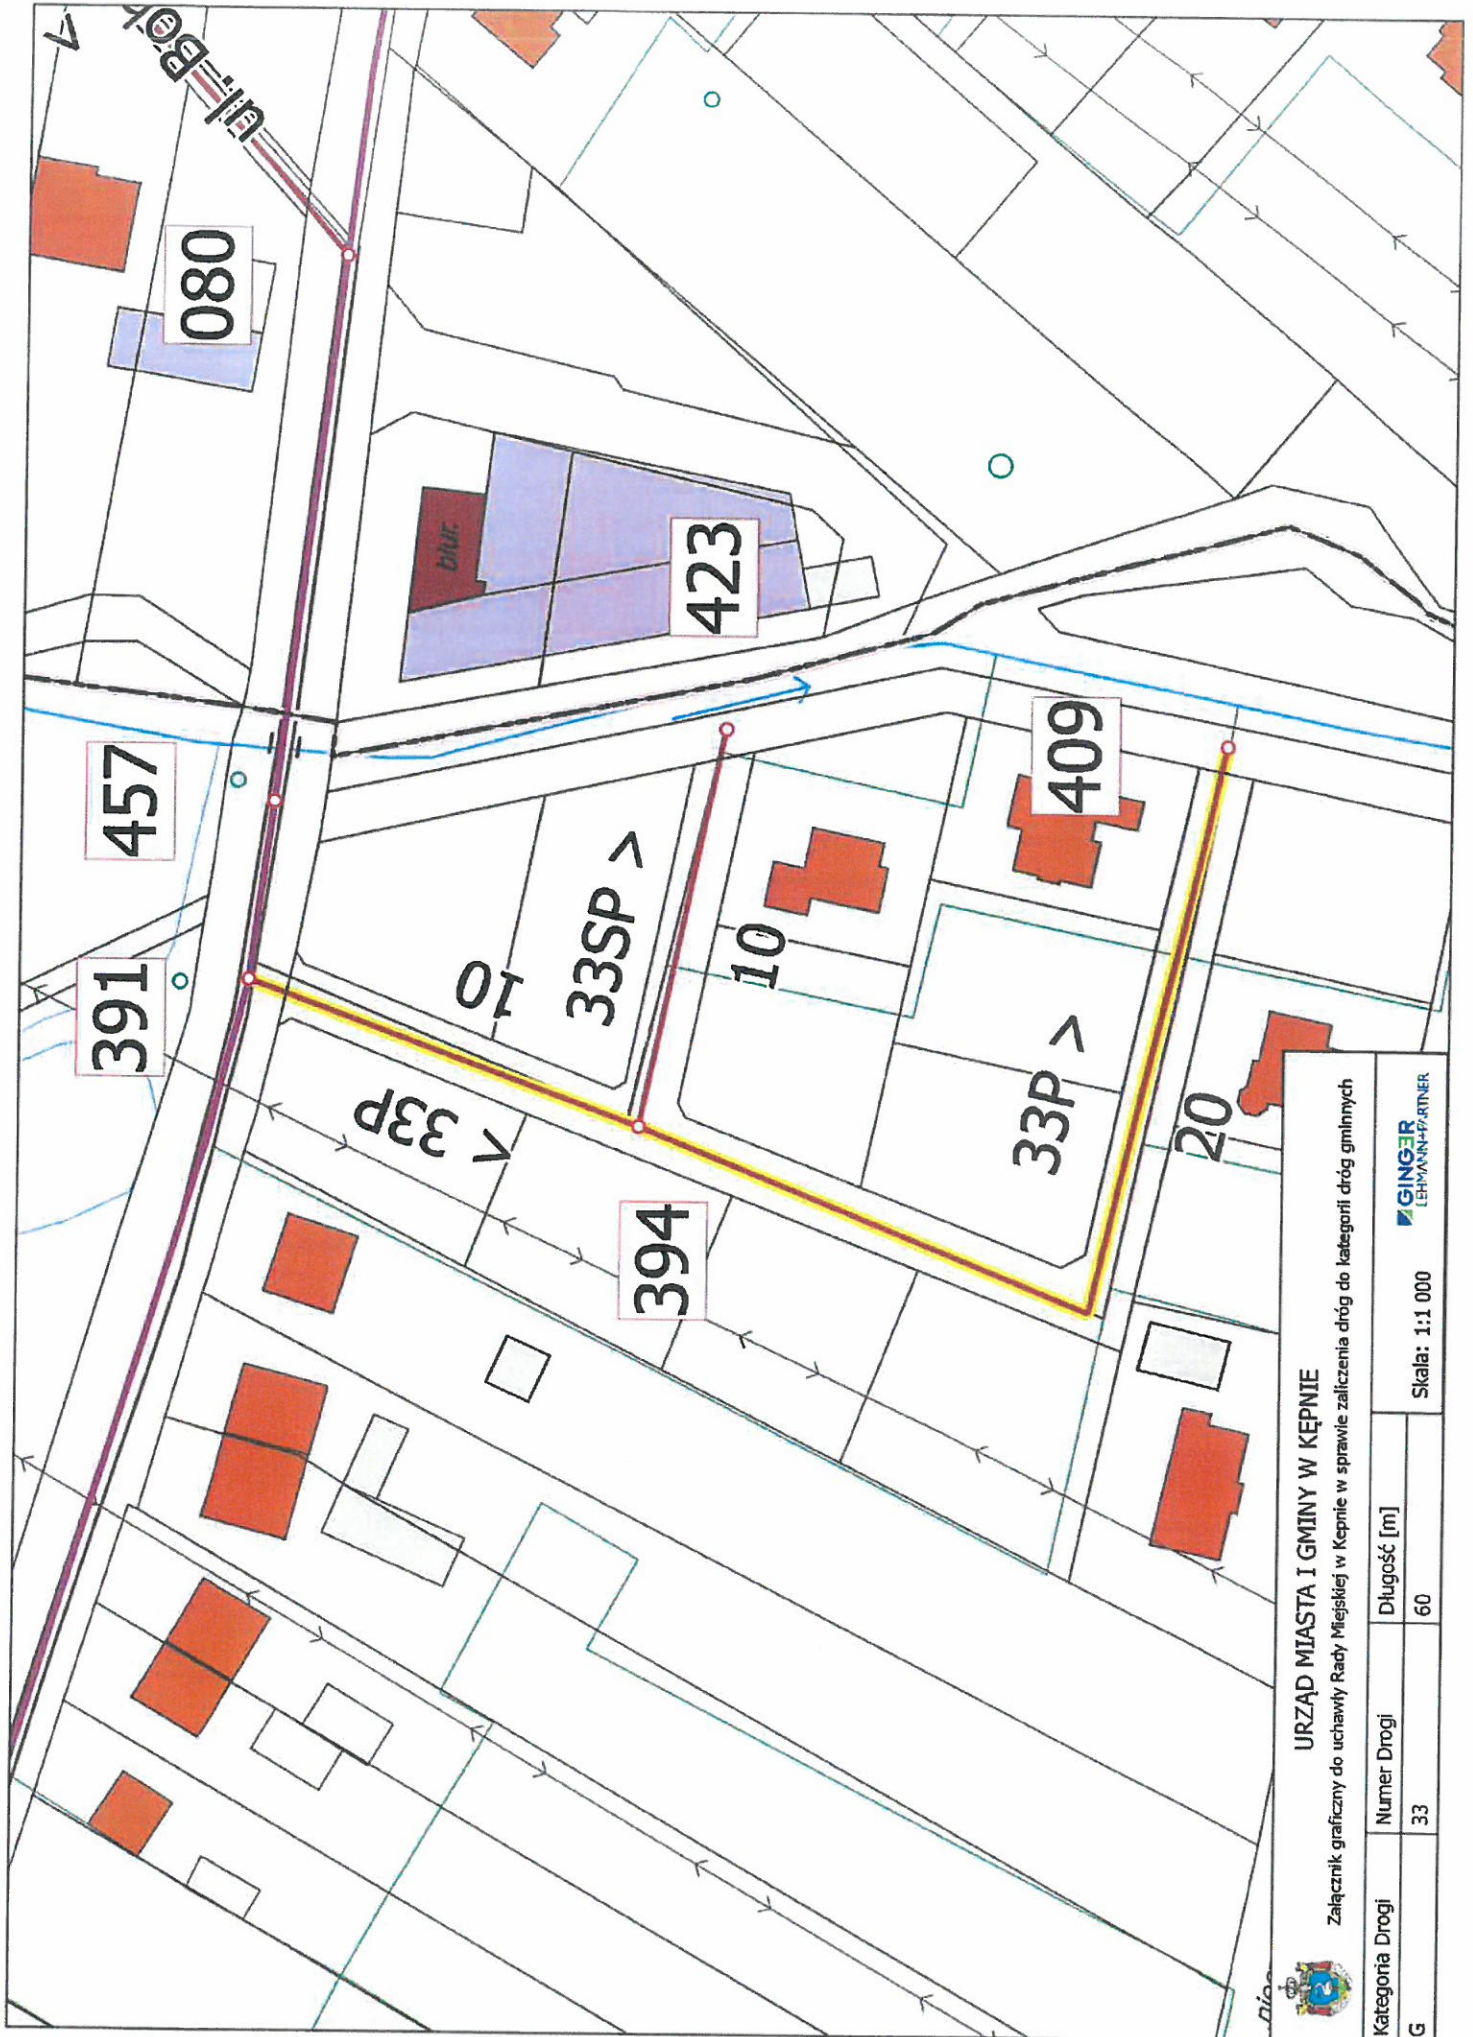 ul. Bo
<
080
biur.
423
457
391
409
33SP >
10
10
< 33P
33P >
394
20
URZĄD MIASTA I GMINY W KĘPNIE
Załącznik graficzny do uchawły Rady Miejskiej w Kępnie w sprawie zaliczenia dróg do kategorii dróg gminnych
Kategoria Drogi Numer Drogi Długość [m] Skala: 1:1 000
G 33 60
GINGER
LEHMANN+PARTNER